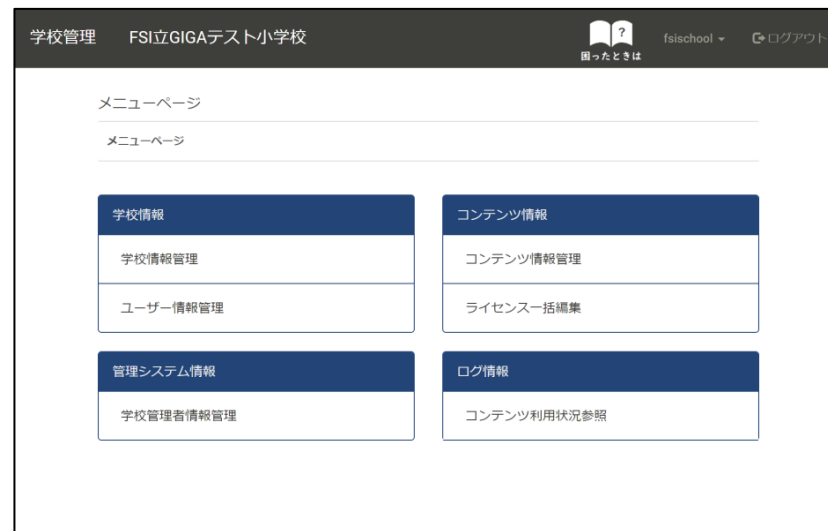 学校管理 FSI立GIGAテスト小学校 ? 困ったときは fsischool ログアウト
メニューページ
メニューページ
学校情報
学校情報管理
ユーザー情報管理
コンテンツ情報
コンテンツ情報管理
ライセンス一括編集
管理システム情報
学校管理者情報管理
ログ情報
コンテンツ利用状況参照